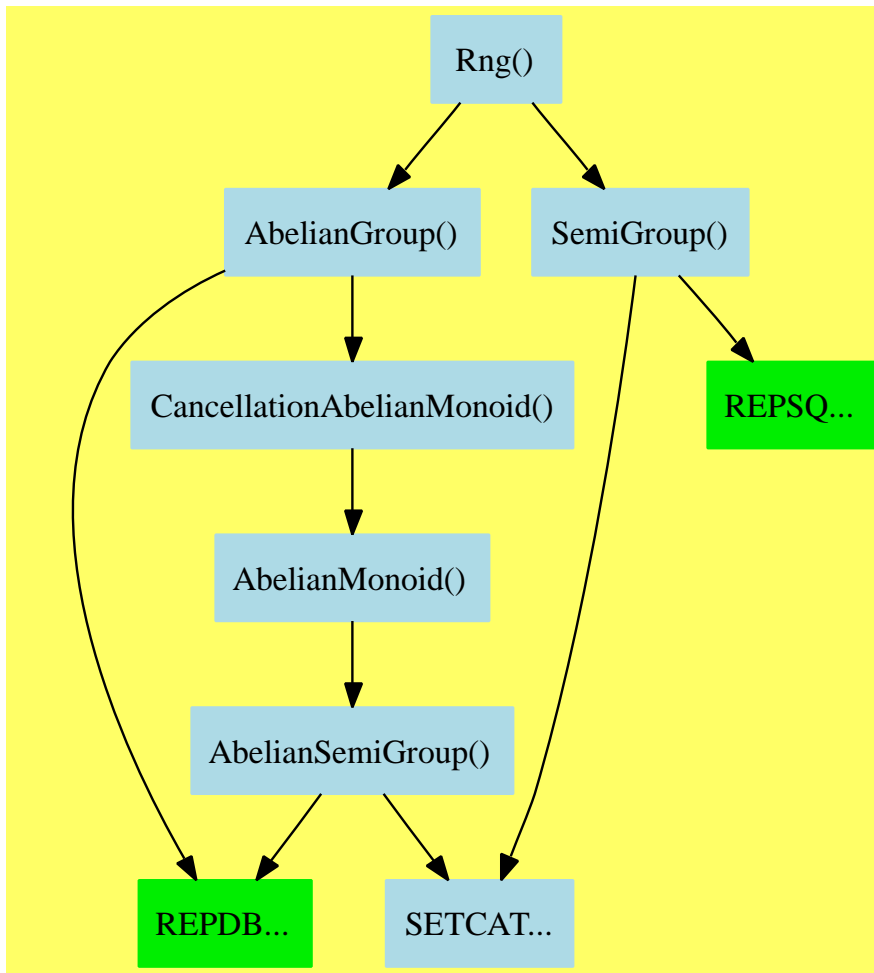 Rng()
AbelianGroup()
SemiGroup()
CancellationAbelianMonoid()
REPSQ...
AbelianMonoid()
AbelianSemiGroup()
REPDB...
SETCAT...